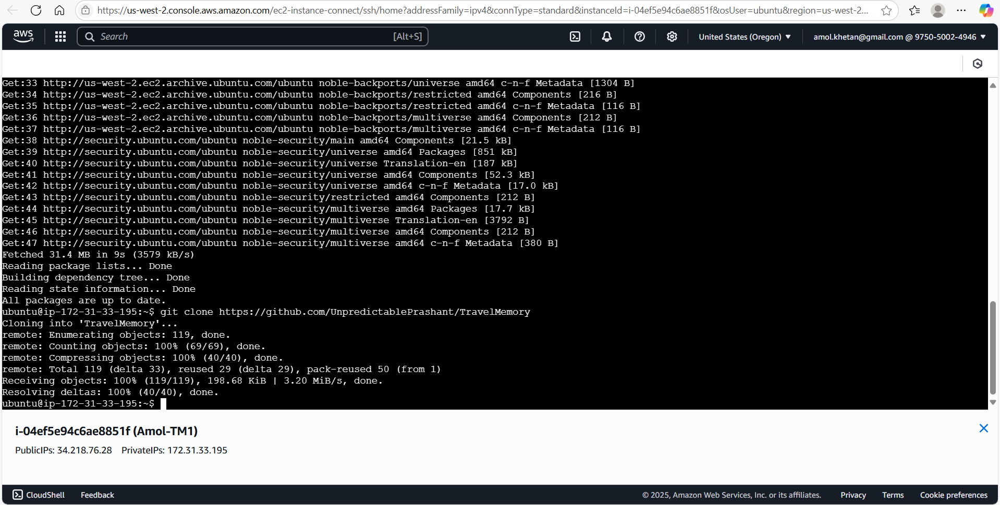 https://us-west-2.console.aws.amazon.com/ec2-instance-connect/ssh/home?addressFamily=ipv4&connType=standard&instanceId=i-04ef5e94c6ae8851f&osUser=ubuntu&region=us-west-2...
aws
Search [Alt+S]
United States (Oregon) ▼
amol.khetan@gmail.com @ 9750-5002-4946 ▼
Get:33 http://us-west-2.ec2.archive.ubuntu.com/ubuntu noble-backports/universe amd64 c-n-f Metadata [1304 B]
Get:34 http://us-west-2.ec2.archive.ubuntu.com/ubuntu noble-backports/restricted amd64 Components [216 B]
Get:35 http://us-west-2.ec2.archive.ubuntu.com/ubuntu noble-backports/restricted amd64 c-n-f Metadata [116 B]
Get:36 http://us-west-2.ec2.archive.ubuntu.com/ubuntu noble-backports/multiverse amd64 Components [212 B]
Get:37 http://us-west-2.ec2.archive.ubuntu.com/ubuntu noble-backports/multiverse amd64 c-n-f Metadata [116 B]
Get:38 http://security.ubuntu.com/ubuntu noble-security/main amd64 Components [21.5 kB]
Get:39 http://security.ubuntu.com/ubuntu noble-security/universe amd64 Packages [851 kB]
Get:40 http://security.ubuntu.com/ubuntu noble-security/universe Translation-en [187 kB]
Get:41 http://security.ubuntu.com/ubuntu noble-security/universe amd64 Components [52.3 kB]
Get:42 http://security.ubuntu.com/ubuntu noble-security/universe amd64 c-n-f Metadata [17.0 kB]
Get:43 http://security.ubuntu.com/ubuntu noble-security/restricted amd64 Components [212 B]
Get:44 http://security.ubuntu.com/ubuntu noble-security/multiverse amd64 Packages [17.7 kB]
Get:45 http://security.ubuntu.com/ubuntu noble-security/multiverse Translation-en [3792 B]
Get:46 http://security.ubuntu.com/ubuntu noble-security/multiverse amd64 Components [212 B]
Get:47 http://security.ubuntu.com/ubuntu noble-security/multiverse amd64 c-n-f Metadata [380 B]
Fetched 31.4 MB in 9s (3579 kB/s)
Reading package lists... Done
Building dependency tree... Done
Reading state information... Done
All packages are up to date.
ubuntu@ip-172-31-33-195:~$ git clone https://github.com/UnpredictablePrashant/TravelMemory
Cloning into 'TravelMemory'...
remote: Enumerating objects: 119, done.
remote: Counting objects: 100% (69/69), done.
remote: Compressing objects: 100% (40/40), done.
remote: Total 119 (delta 33), reused 29 (delta 29), pack-reused 50 (from 1)
Receiving objects: 100% (119/119), 198.68 KiB | 3.20 MiB/s, done.
Resolving deltas: 100% (40/40), done.
ubuntu@ip-172-31-33-195:~$
i-04ef5e94c6ae8851f (Amol-TM1)
PublicIPs: 34.218.76.28 PrivateIPs: 172.31.33.195
CloudShell Feedback © 2025, Amazon Web Services, Inc. or its affiliates. Privacy Terms Cookie preferences